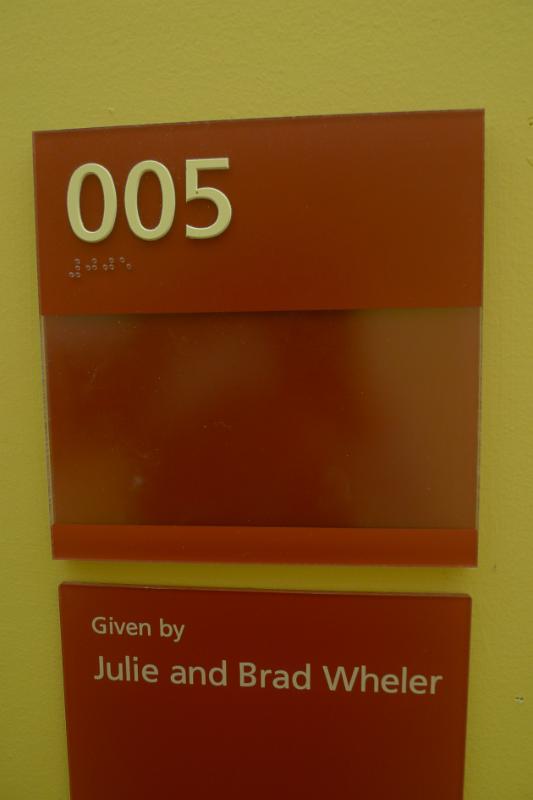 005
⠼⠚⠚⠑
Given by
Julie and Brad Wheler